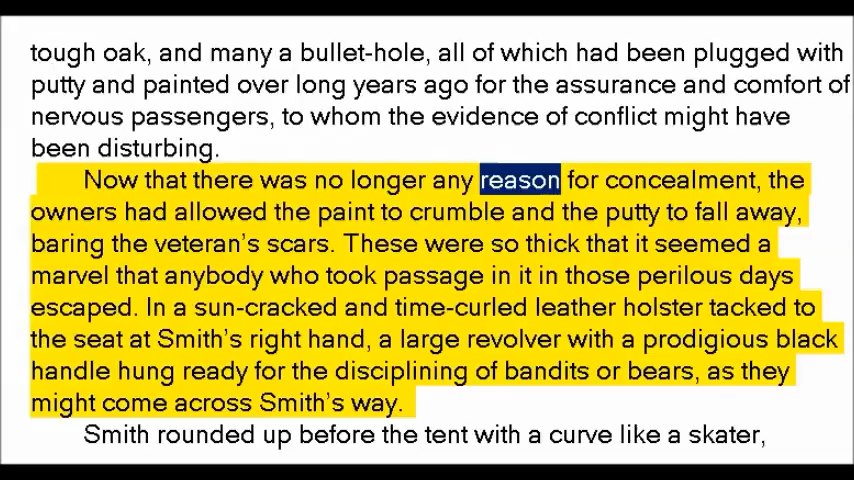 tough oak, and many a bullet-hole, all of which had been plugged with
putty and painted over long years ago for the assurance and comfort of
nervous passengers, to whom the evidence of conflict might have
been disturbing.
Now that there was no longer any reason for concealment, the
owners had allowed the paint to crumble and the putty to fall away,
baring the veteran’s scars. These were so thick that it seemed a
marvel that anybody who took passage in it in those perilous days
escaped. In a sun-cracked and time-curled leather holster tacked to
the seat at Smith’s right hand, a large revolver with a prodigious black
handle hung ready for the disciplining of bandits or bears, as they
might come across Smith’s way.
Smith rounded up before the tent with a curve like a skater,